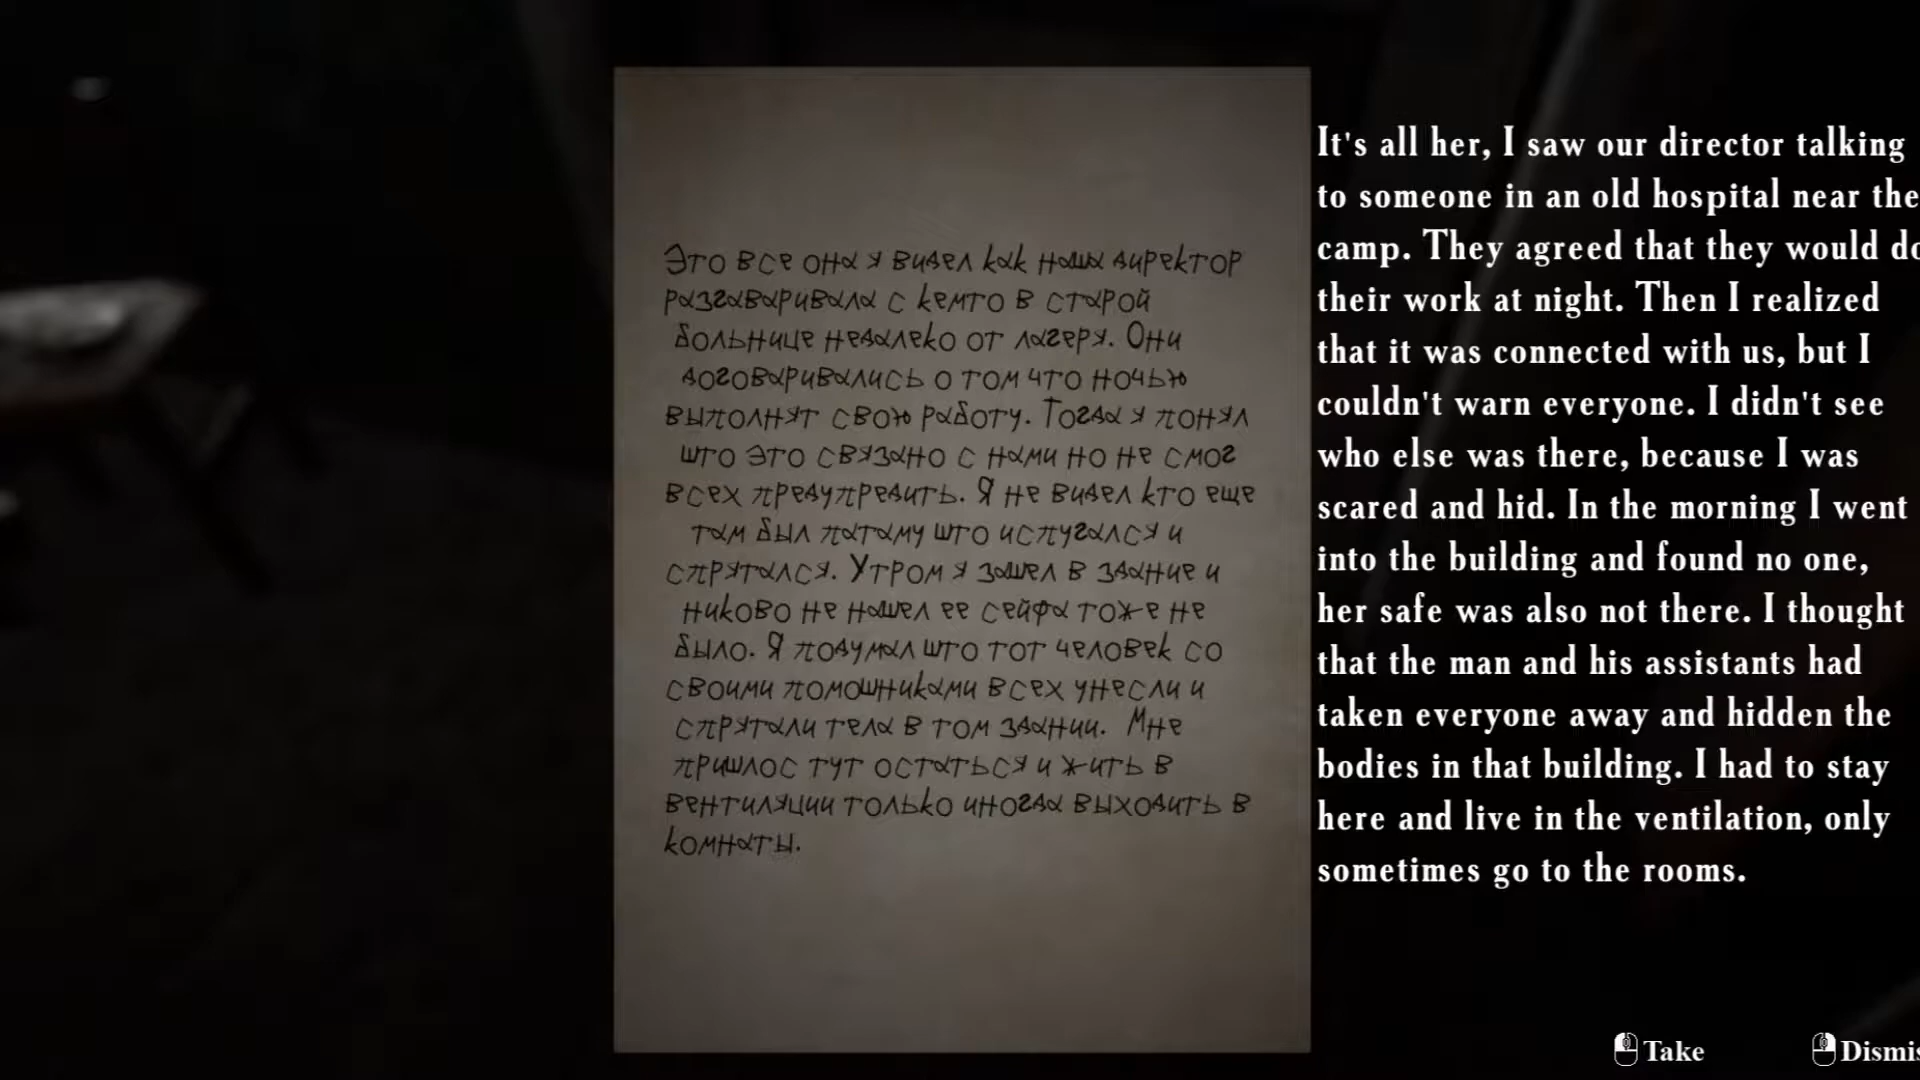 Это все она я видел как наша директор
разгаваривала с кемто в старой
больнице недалеко от лагеря. Они
договаривались о том что ночью
выполнят свою работу. Тогда я понял
што это связано с нами но не смог
всех предупредить. Я не видел кто еще
там был патаму што испугался и
спрятался. Утром я зашел в здание и
никово не нашел ее сейфа тоже не
было. Я подумал што тот человек со
своими помошниками всех унесли и
спрятали тела в том здании. Мне
пришлос тут остаться и жить в
вентиляции только иногда выходить в
комнаты.
It's all her, I saw our director talking
to someone in an old hospital near the
camp. They agreed that they would do
their work at night. Then I realized
that it was connected with us, but I
couldn't warn everyone. I didn't see
who else was there, because I was
scared and hid. In the morning I went
into the building and found no one,
her safe was also not there. I thought
that the man and his assistants had
taken everyone away and hidden the
bodies in that building. I had to stay
here and live in the ventilation, only
sometimes go to the rooms.
Take
Dismis